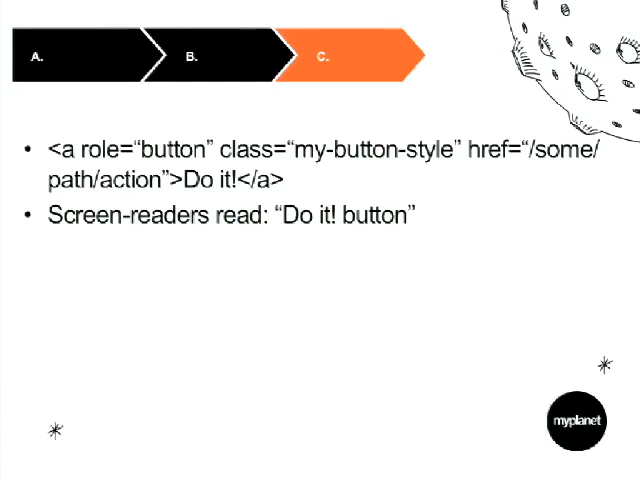 A.
B.
C.
• <a role=“button” class=“my-button-style” href=“/some/
path/action”>Do it!</a>
• Screen-readers read: “Do it! button”
myplanet